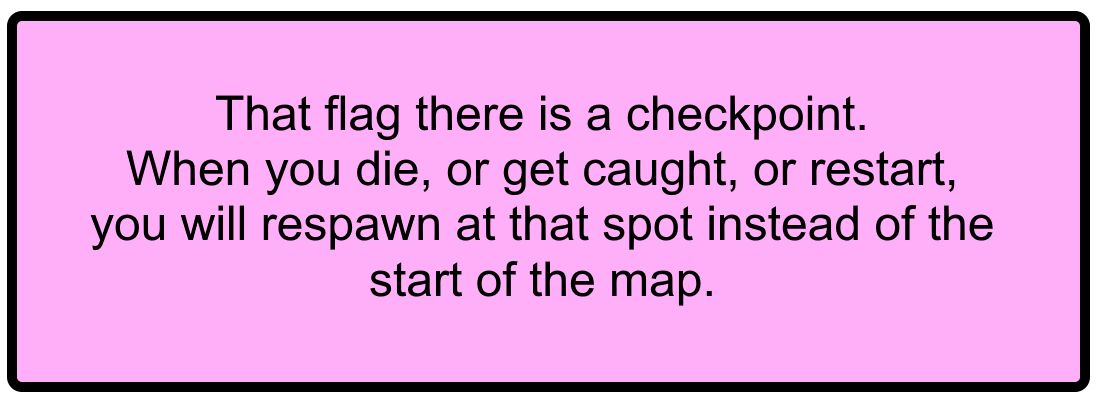 That flag there is a checkpoint.
When you die, or get caught, or restart,
you will respawn at that spot instead of the
start of the map.